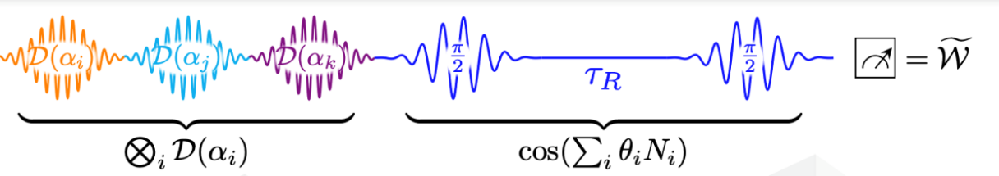 𝒟(α_i) 𝒟(α_j) 𝒟(α_k) π/2 τ_R π/2 = 𝒲̃
⊗_i 𝒟(α_i) cos(∑_i θ_i N_i)